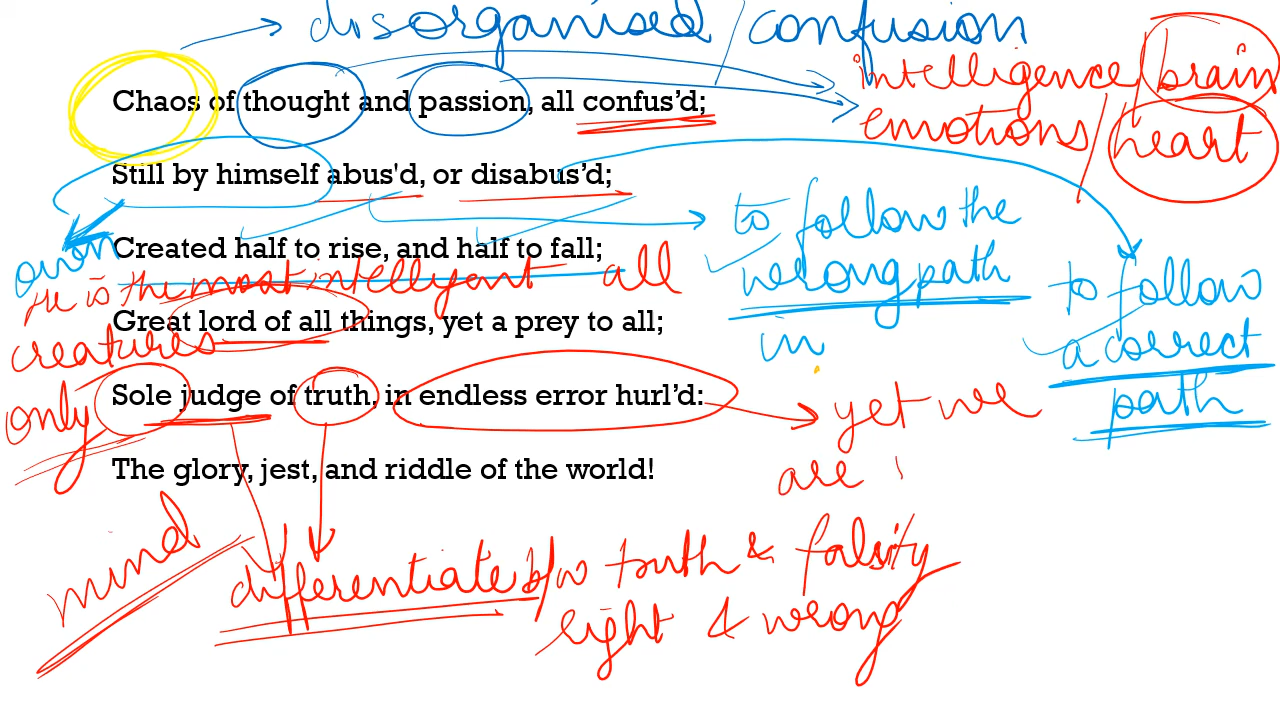 disorganised / confusion
Chaos of thought and passion, all confus'd;
intelligence / brain
emotions / heart
Still by himself abus'd, or disabus'd;
to follow the
wrong path
in
to follow
a correct
path
own
Created half to rise, and half to fall;
He is the most intelligent all
creatures
Great lord of all things, yet a prey to all;
only
Sole judge of truth, in endless error hurl'd:
yet we
are
The glory, jest, and riddle of the world!
mind
differentiate b/w truth & falsity
right & wrong